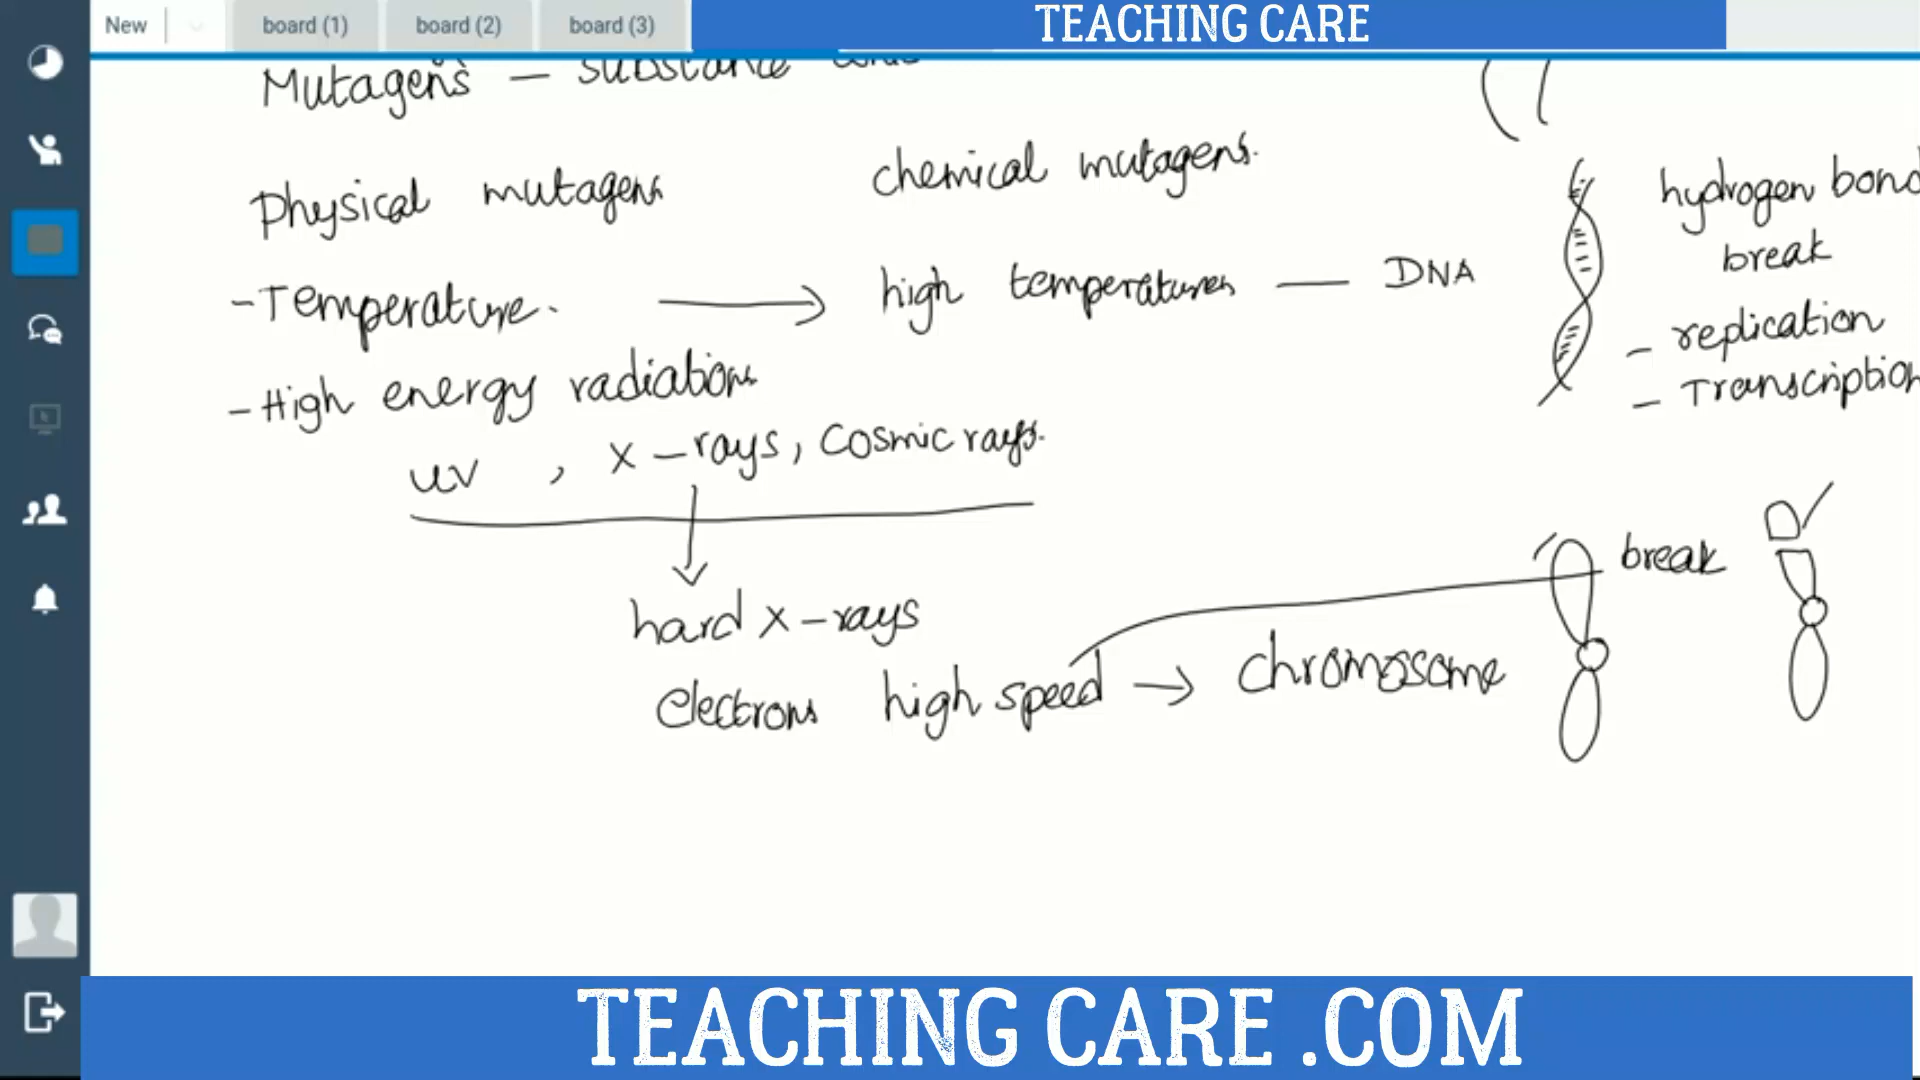 New board (1) board (2) board (3) TEACHING CARE
Mutagens — substance
Physical mutagens chemical mutagens.
- Temperature. → high temperatures — DNA
hydrogen bond
break
- replication
- Transcription
- High energy radiations
uv , x-rays, cosmic rays.
hard x-rays
break
electrons high speed → chromosome
TEACHING CARE .COM